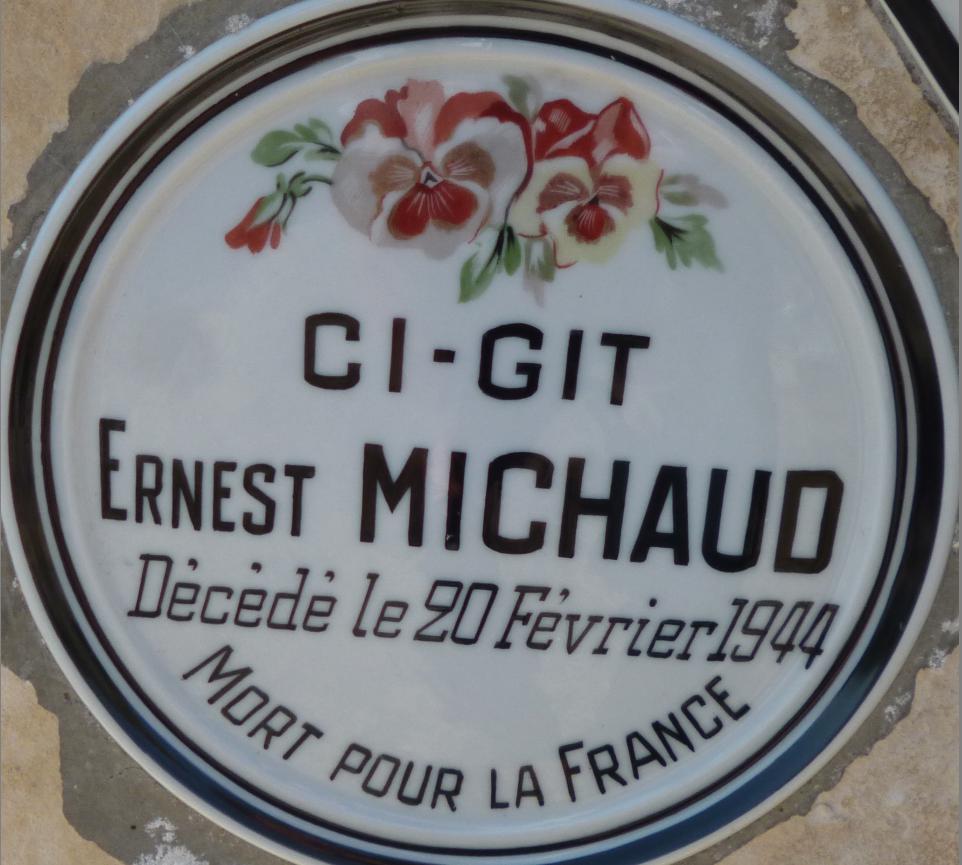 CI-GIT
ERNEST MICHAUD
Décédé le 20 Février 1944
MORT POUR LA FRANCE